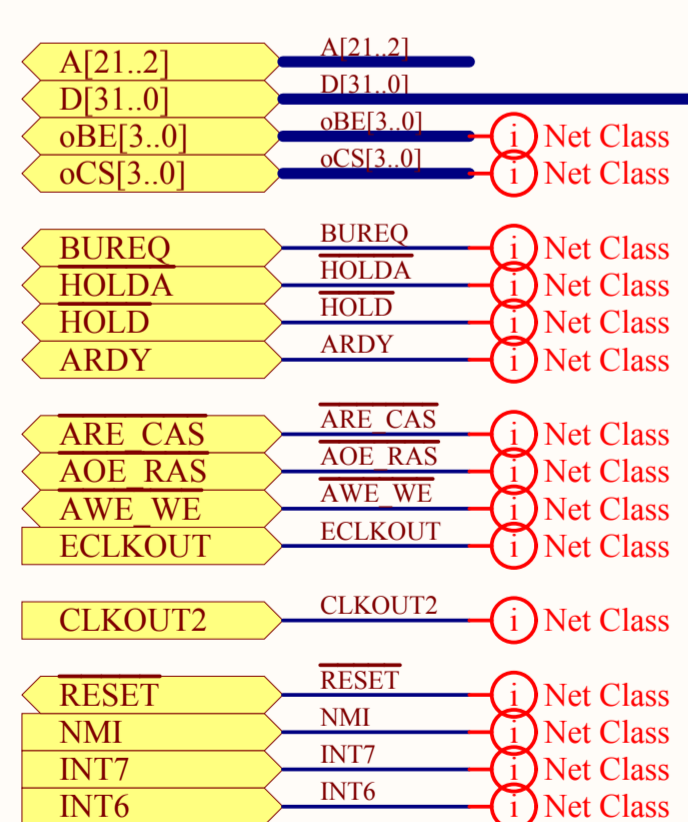 A[21..2] A[21..2]
D[31..0] D[31..0]
oBE[3..0] oBE[3..0] i Net Class
oCS[3..0] oCS[3..0] i Net Class
BUREQ BUREQ i Net Class
HOLDA HOLDA i Net Class
HOLD HOLD i Net Class
ARDY ARDY i Net Class
ARE_CAS ARE_CAS i Net Class
AOE_RAS AOE_RAS i Net Class
AWE_WE AWE_WE i Net Class
ECLKOUT ECLKOUT i Net Class
CLKOUT2 CLKOUT2 i Net Class
RESET RESET i Net Class
NMI NMI i Net Class
INT7 INT7 i Net Class
INT6 INT6 i Net Class